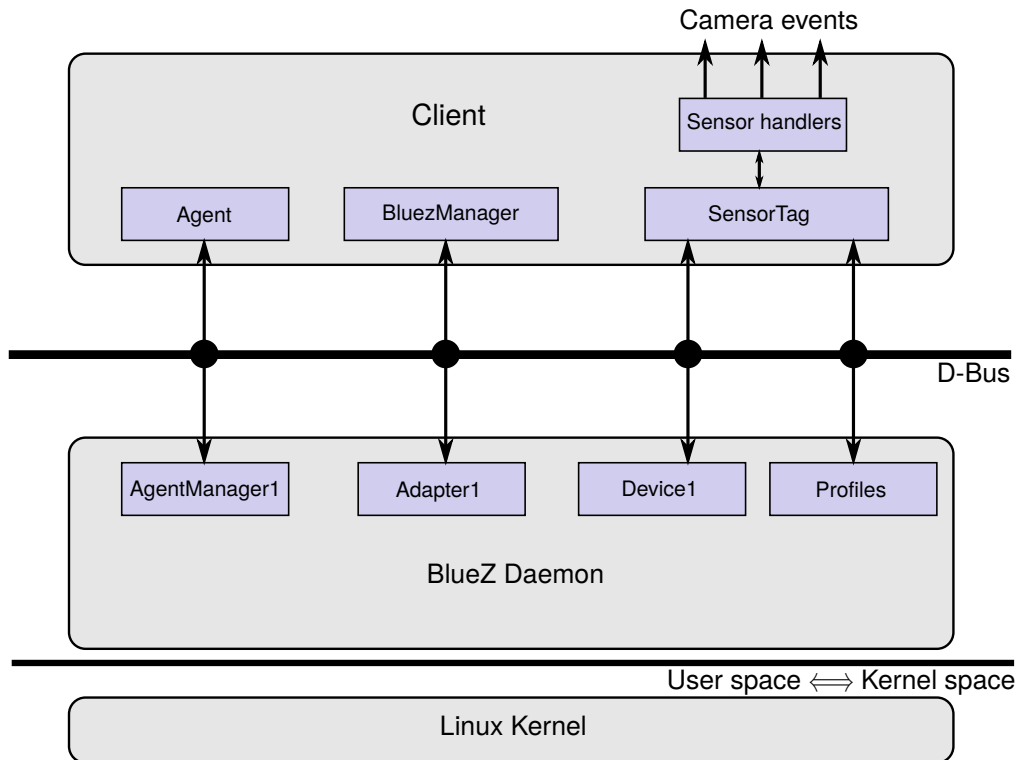 Camera events
Client
Sensor handlers
Agent
BluezManager
SensorTag
D-Bus
AgentManager1
Adapter1
Device1
Profiles
BlueZ Daemon
User space ⟺ Kernel space
Linux Kernel